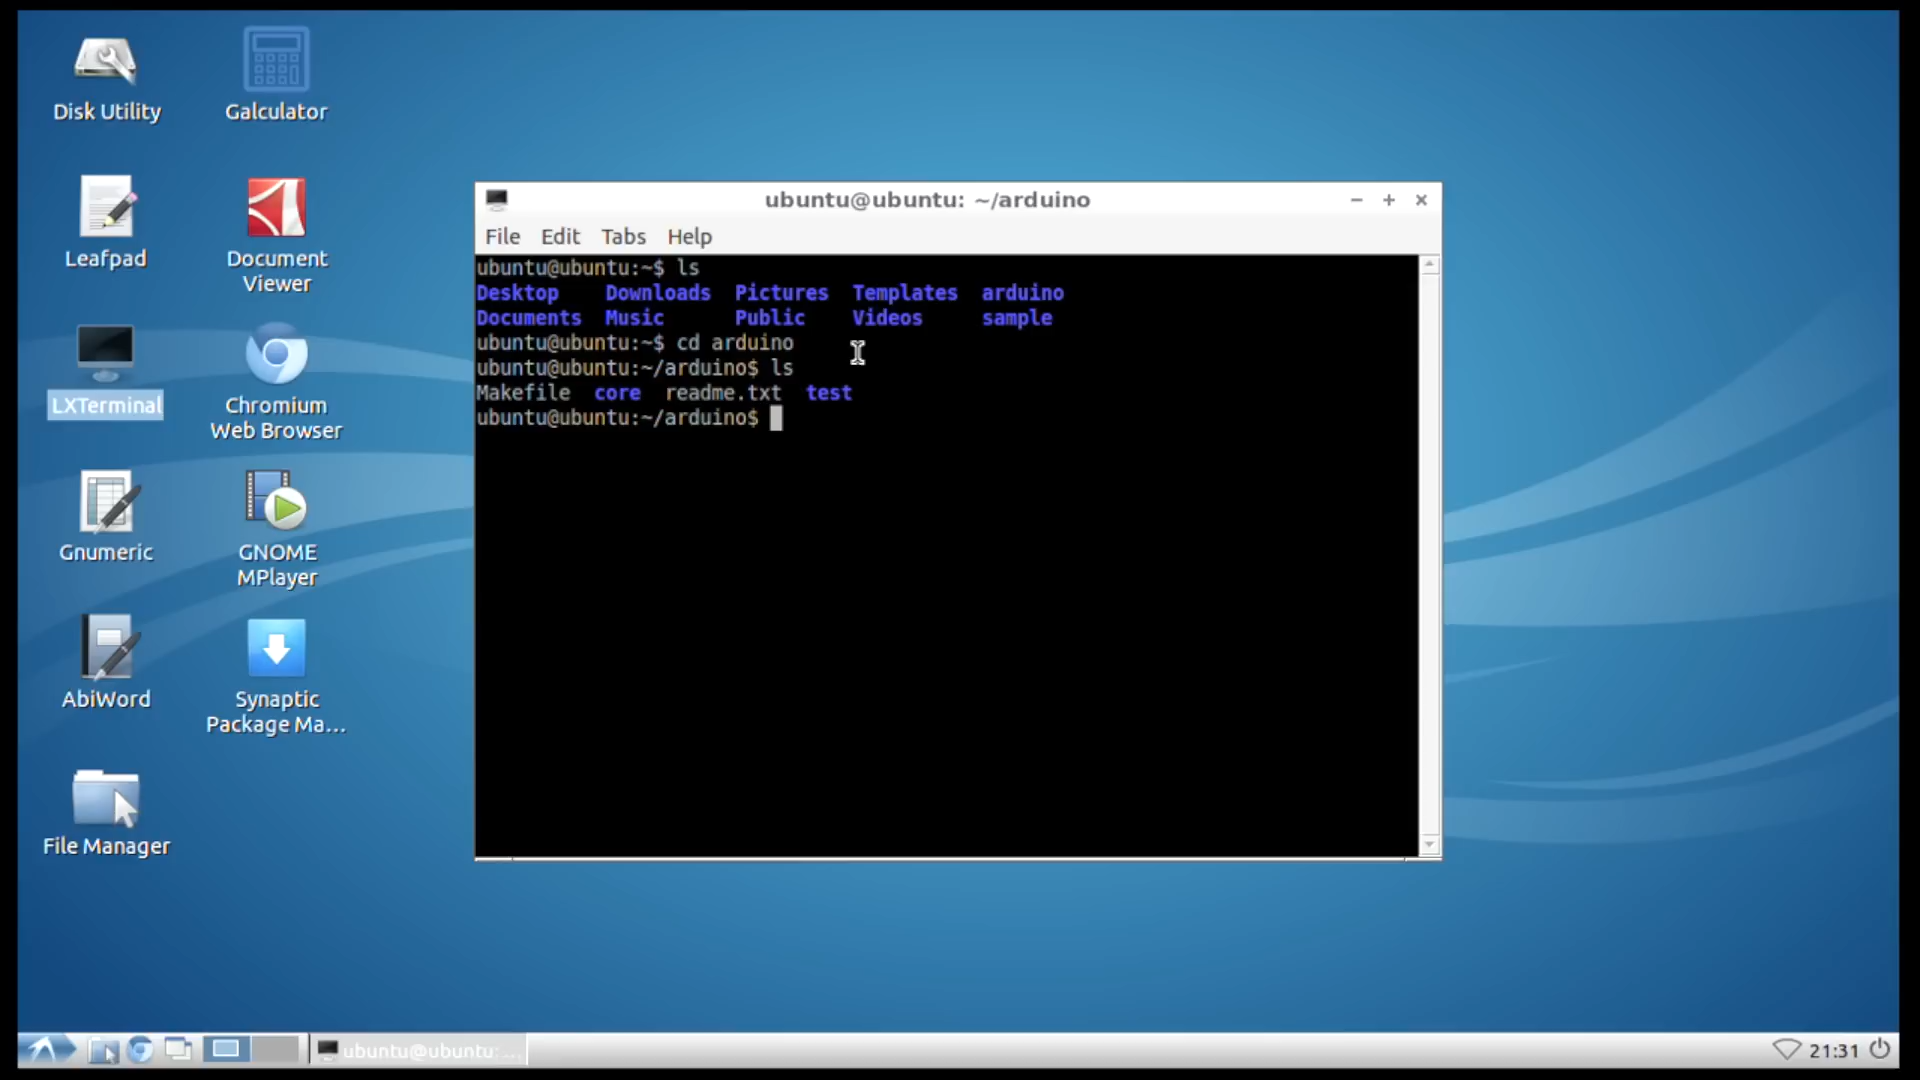 Disk Utility
Galculator
Leafpad
Document
Viewer
LXTerminal
Chromium
Web Browser
Gnumeric
GNOME
MPlayer
AbiWord
Synaptic
Package Ma...
File Manager
ubuntu@ubuntu: ~/arduino
File Edit Tabs Help
ubuntu@ubuntu:~$ ls
Desktop Downloads Pictures Templates arduino
Documents Music Public Videos sample
ubuntu@ubuntu:~$ cd arduino
ubuntu@ubuntu:~/arduino$ ls
Makefile core readme.txt test
ubuntu@ubuntu:~/arduino$
ubuntu@ubuntu: ...
21:31